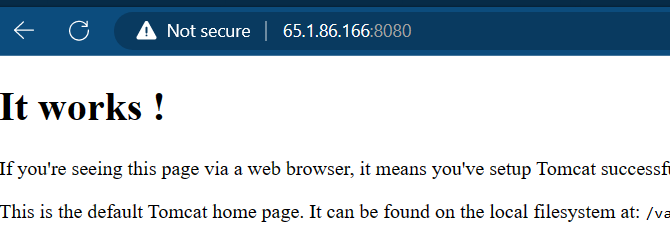 Not secure | 65.1.86.166:8080
It works !
If you're seeing this page via a web browser, it means you've setup Tomcat
This is the default Tomcat home page. It can be found on the local filesystem at: